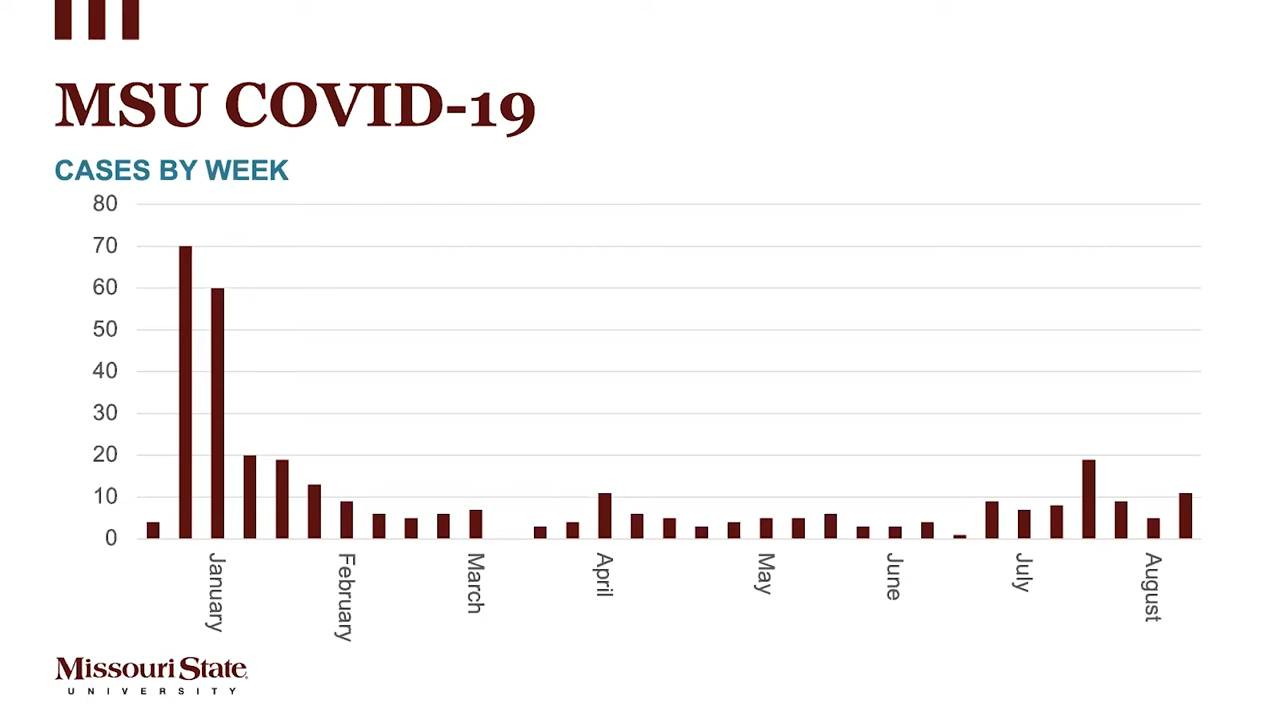 MSU COVID-19
CASES BY WEEK
80
70
60
50
40
30
20
10
0
January
February
March
April
May
June
July
August
Missouri State
UNIVERSITY